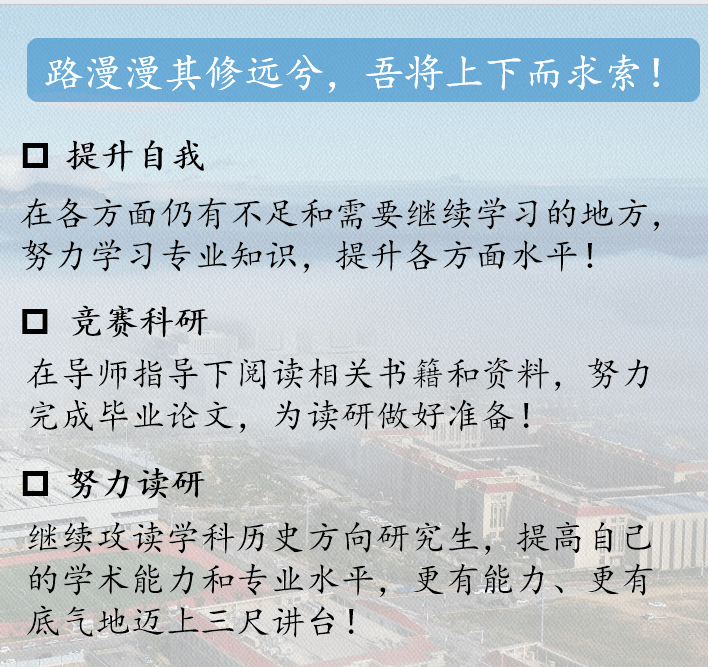 路漫漫其修远兮，吾将上下而求索！
提升自我
在各方面仍有不足和需要继续学习的地方，
努力学习专业知识，提升各方面水平！
竞赛科研
在导师指导下阅读相关书籍和资料，努力
完成毕业论文，为读研做好准备！
努力读研
继续攻读学科历史方向研究生，提高自己
的学术能力和专业水平，更有能力、更有
底气地迈上三尺讲台！